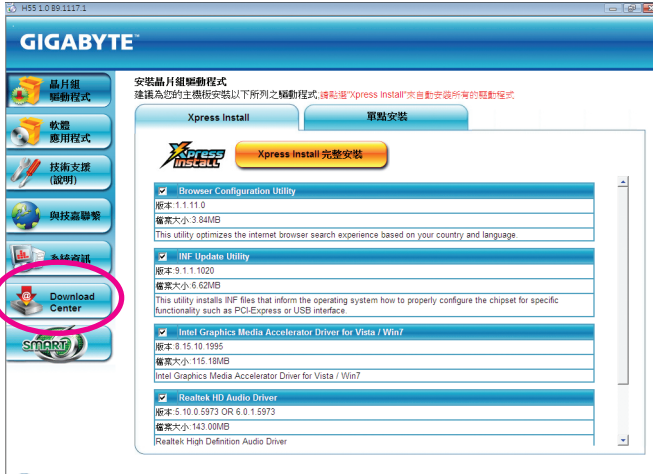 H55 1.0 B9.1117.1
GIGABYTE™
晶片組
驅動程式
軟體
應用程式
技術支援
(說明)
與技嘉聯繫
系統資訊
Download
Center
SMART
安裝晶片組驅動程式
建議為您的主機板安裝以下所列之驅動程式;請點選"Xpress Install"來自動安裝所有的驅動程式
Xpress Install
單點安裝
Xpress Install
Xpress Install 完整安裝
Browser Configuration Utility
版本:1.1.11.0
檔案大小:3.84MB
This utility optimizes the internet browser search experience based on your country and language.
INF Update Utility
版本:9.1.1.1020
檔案大小:6.62MB
This utility installs INF files that inform the operating system how to properly configure the chipset for specific
functionality such as PCI-Express or USB interface.
Intel Graphics Media Accelerator Driver for Vista / Win7
版本:8.15.10.1995
檔案大小:115.18MB
Intel Graphics Media Accelerator Driver for Vista / Win7
Realtek HD Audio Driver
版本:5.10.0.5973 OR 6.0.1.5973
檔案大小:143.00MB
Realtek High Definition Audio Driver